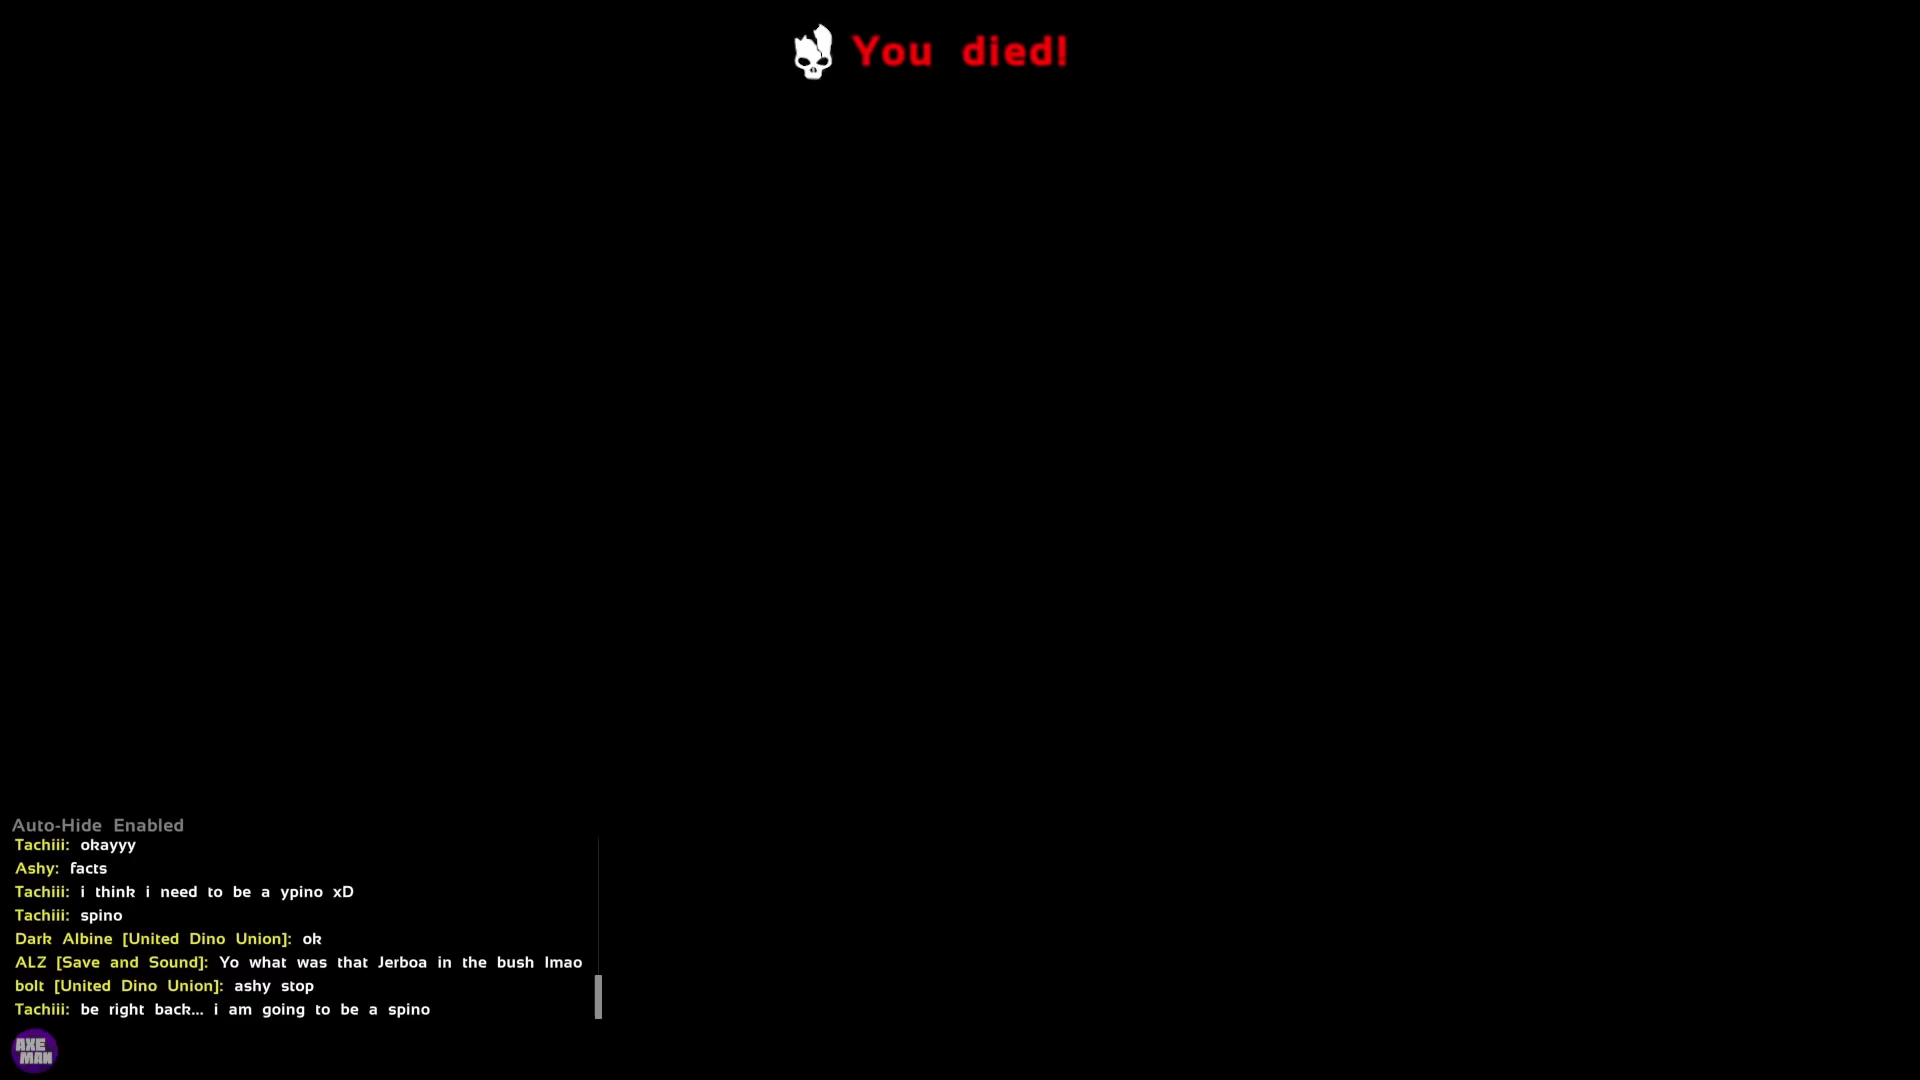 You died!
Auto-Hide Enabled
Tachiii: okayyy
Ashy: facts
Tachiii: i think i need to be a ypino xD
Tachiii: spino
Dark Albine [United Dino Union]: ok
ALZ [Save and Sound]: Yo what was that Jerboa in the bush lmao
bolt [United Dino Union]: ashy stop
Tachiii: be right back... i am going to be a spino
AXE
MAN